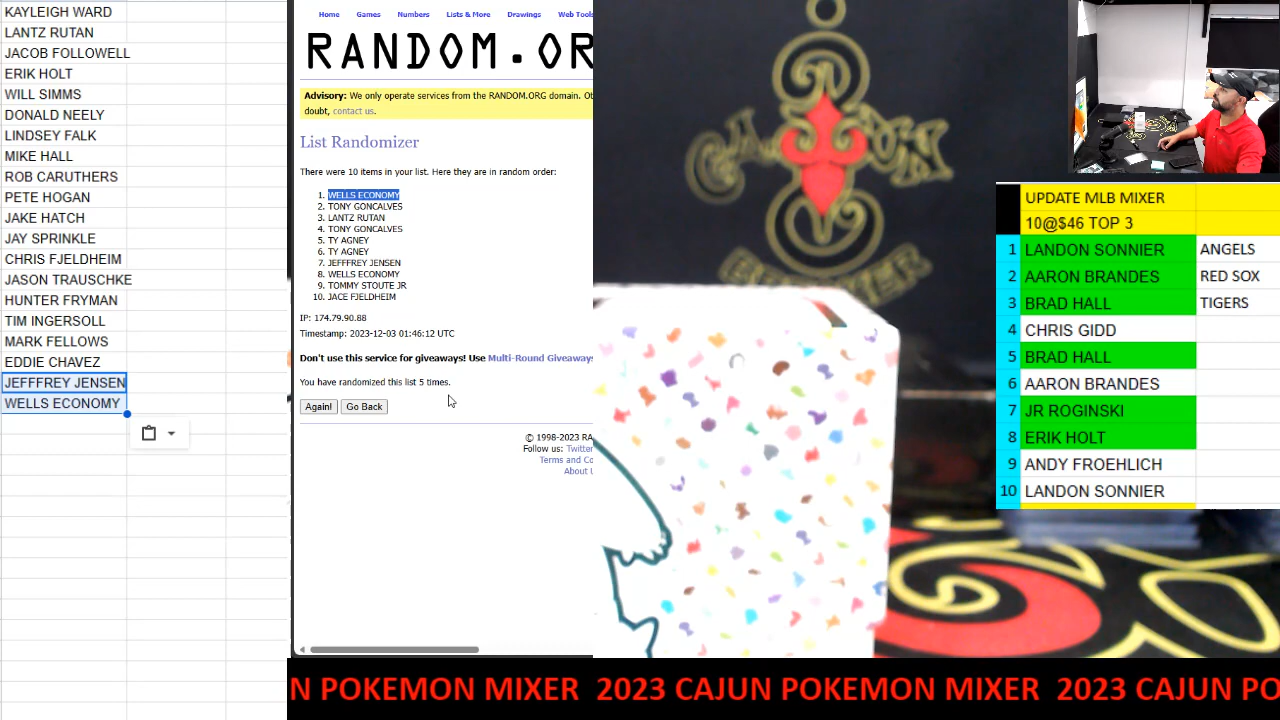 KAYLEIGH WARD
LANTZ RUTAN
JACOB FOLLOWELL
ERIK HOLT
WILL SIMMS
DONALD NEELY
LINDSEY FALK
MIKE HALL
ROB CARUTHERS
PETE HOGAN
JAKE HATCH
JAY SPRINKLE
CHRIS FJELDHEIM
JASON TRAUSCHKE
HUNTER FRYMAN
TIM INGERSOLL
MARK FELLOWS
EDDIE CHAVEZ
JEFFFREY JENSEN
WELLS ECONOMY
Home Games Numbers Lists & More Drawings Web Tools
RANDOM.OR
Advisory: We only operate services from the RANDOM.ORG domain. Ot
doubt, contact us.
List Randomizer
There were 10 items in your list. Here they are in random order:
1. WELLS ECONOMY
2. TONY GONCALVES
3. LANTZ RUTAN
4. TONY GONCALVES
5. TY AGNEY
6. TY AGNEY
7. JEFFFREY JENSEN
8. WELLS ECONOMY
9. TOMMY STOUTE JR
10. JACE FJELDHEIM
IP: 174.79.90.88
Timestamp: 2023-12-03 01:46:12 UTC
Don't use this service for giveaways! Use Multi-Round Giveaways
You have randomized this list 5 times.
Again! Go Back
© 1998-2023 RA
Follow us: Twitter
Terms and Co
About U
UPDATE MLB MIXER
10@$46 TOP 3
1 LANDON SONNIER ANGELS
2 AARON BRANDES RED SOX
3 BRAD HALL TIGERS
4 CHRIS GIDD
5 BRAD HALL
6 AARON BRANDES
7 JR ROGINSKI
8 ERIK HOLT
9 ANDY FROEHLICH
10 LANDON SONNIER
N POKEMON MIXER 2023 CAJUN POKEMON MIXER 2023 CAJUN PO